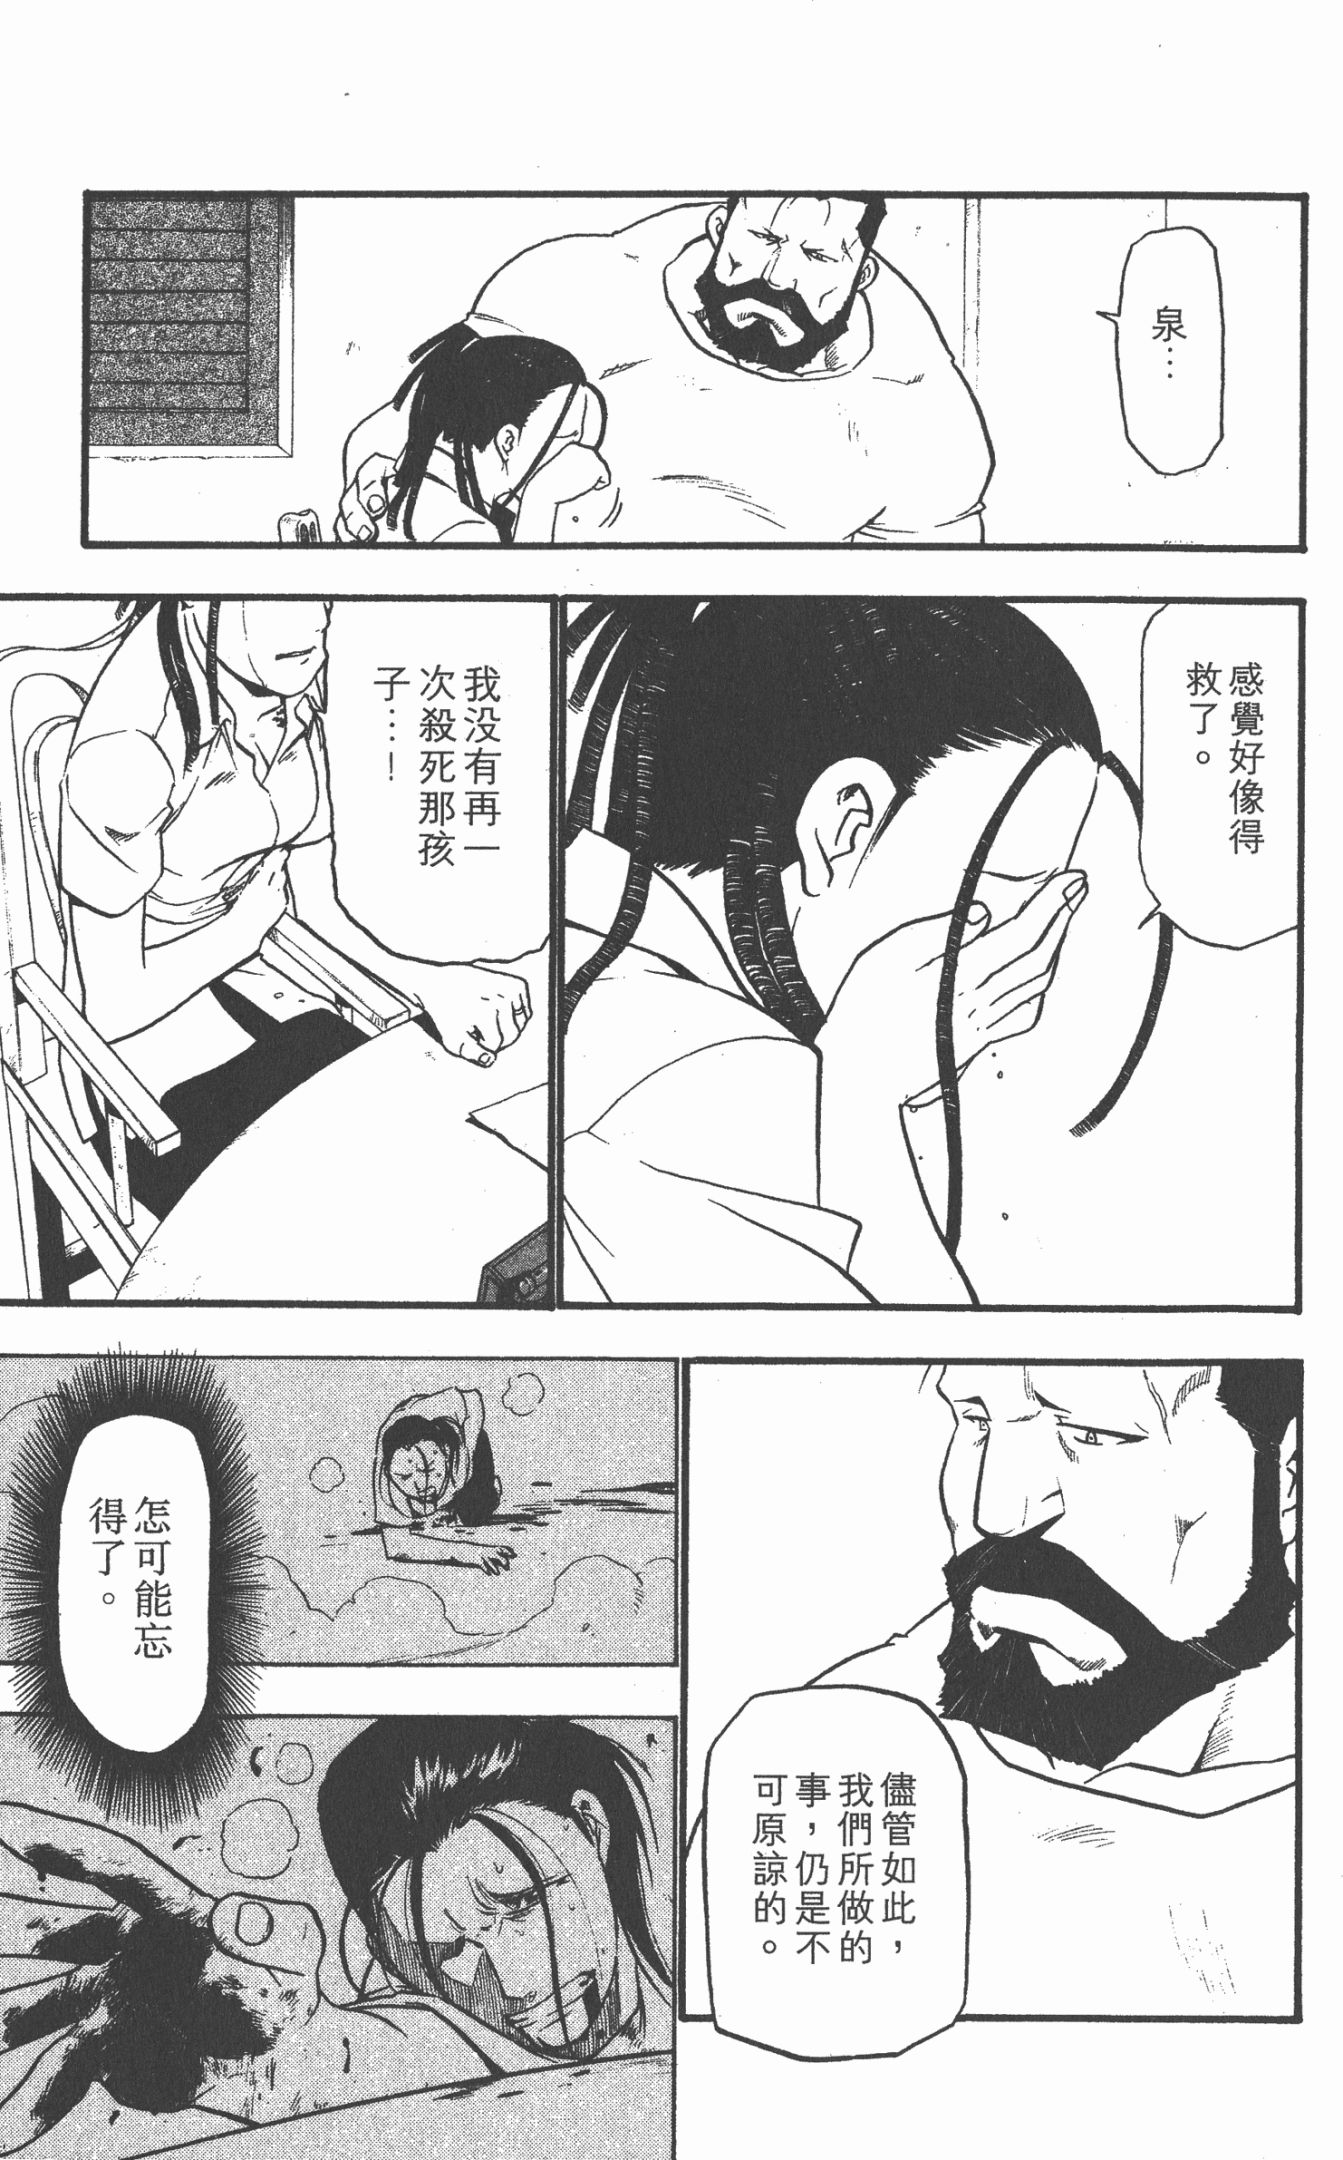 泉…
感覺好像得
救了。
我没有再一
次殺死那孩
子…！
儘管如此，
我們所做的
事，仍是不
可原諒的。
怎可能忘
得了。